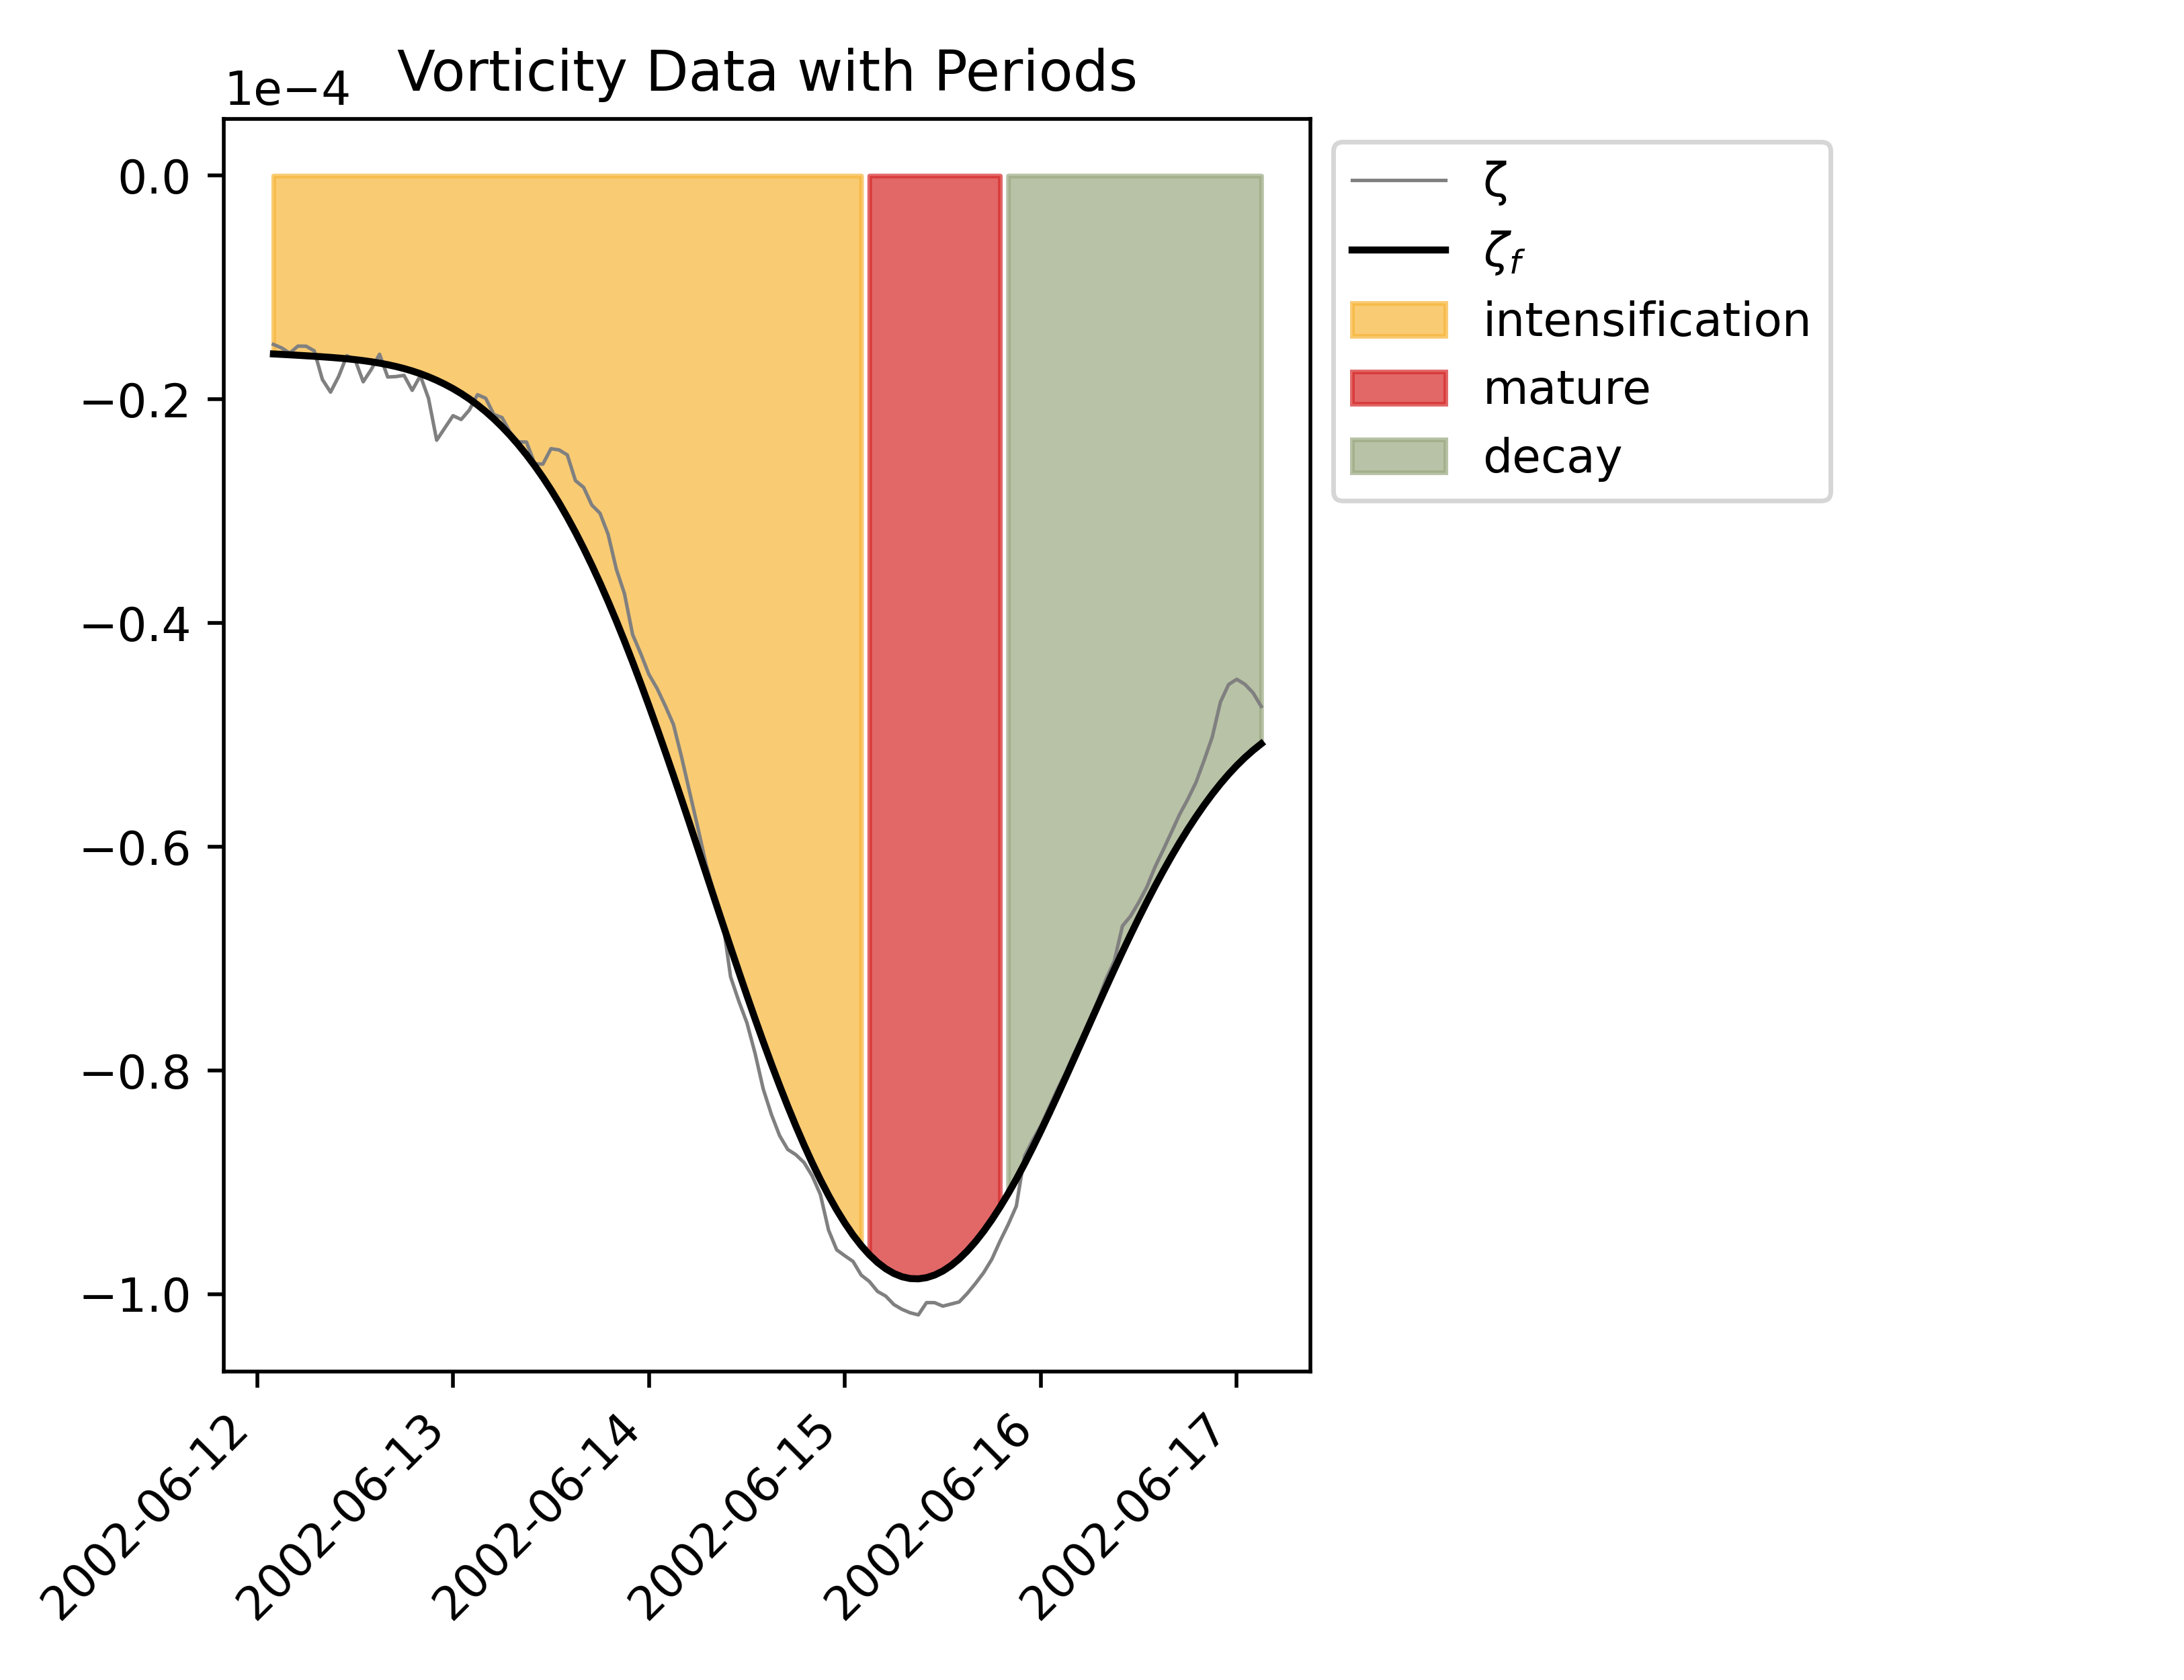 Vorticity Data with Periods
1e−4
0.0
−0.2
−0.4
−0.6
−0.8
−1.0
2002-06-12
2002-06-13
2002-06-14
2002-06-15
2002-06-16
2002-06-17
ζ
ζf
intensification
mature
decay